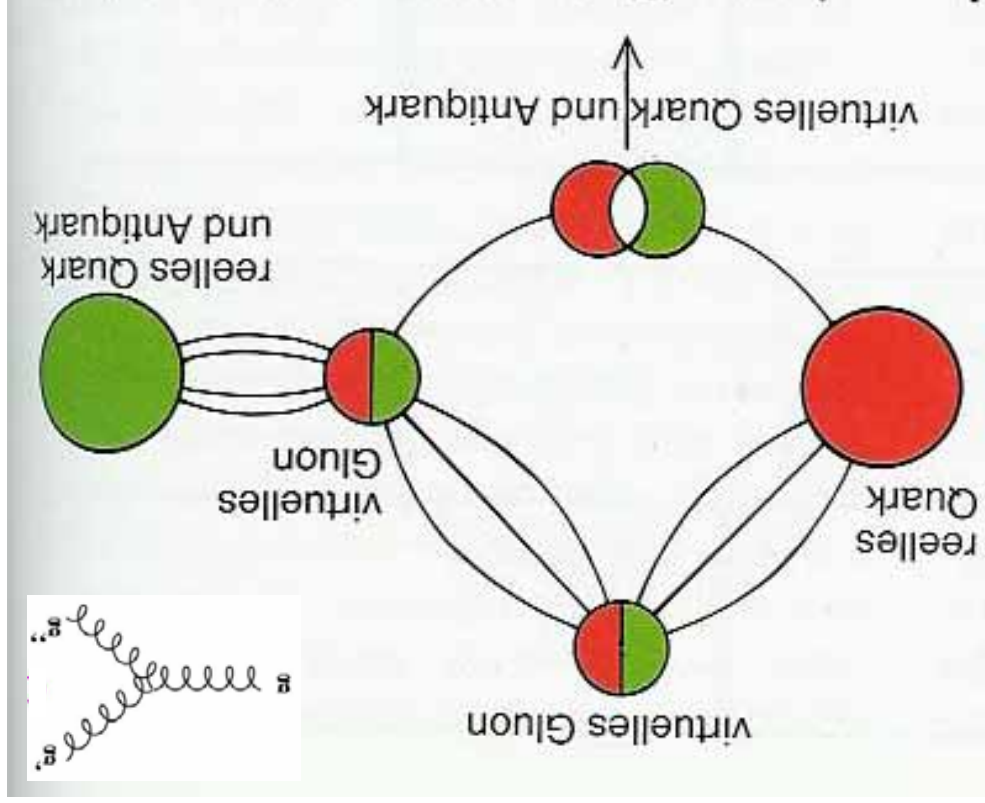 virtuelles Gluon
g'
g
g''
reelles
Quark
virtuelles
Gluon
reelles Quark
und Antiquark
virtuelles Quark und Antiquark